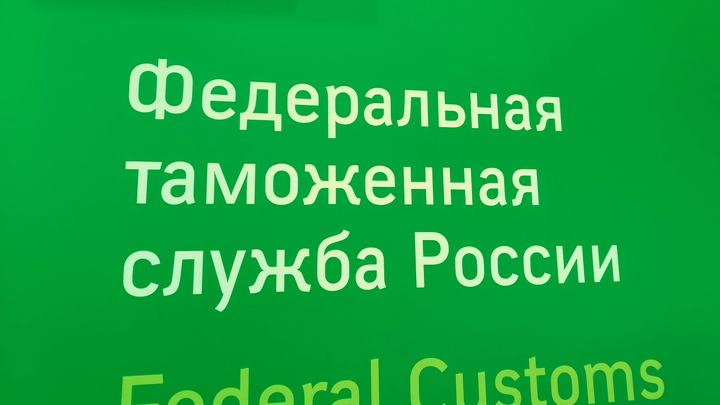 Федеральная
таможенная
служба России
Federal Customs